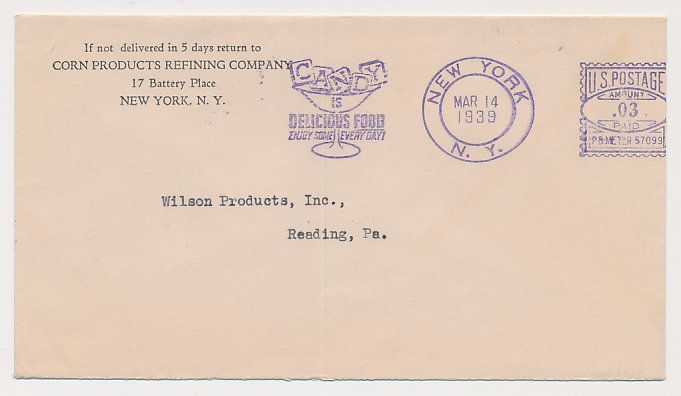 If not delivered in 5 days return to
CORN PRODUCTS REFINING COMPANY
17 Battery Place
NEW YORK, N. Y.
CANDY
IS
DELICIOUS FOOD
ENJOY SOME EVERY DAY!
NEW YORK
MAR 14
1939
N. Y.
U.S. POSTAGE
AMOUNT
.03
PAID
P B METER 57099
Wilson Products, Inc.,
Reading, Pa.